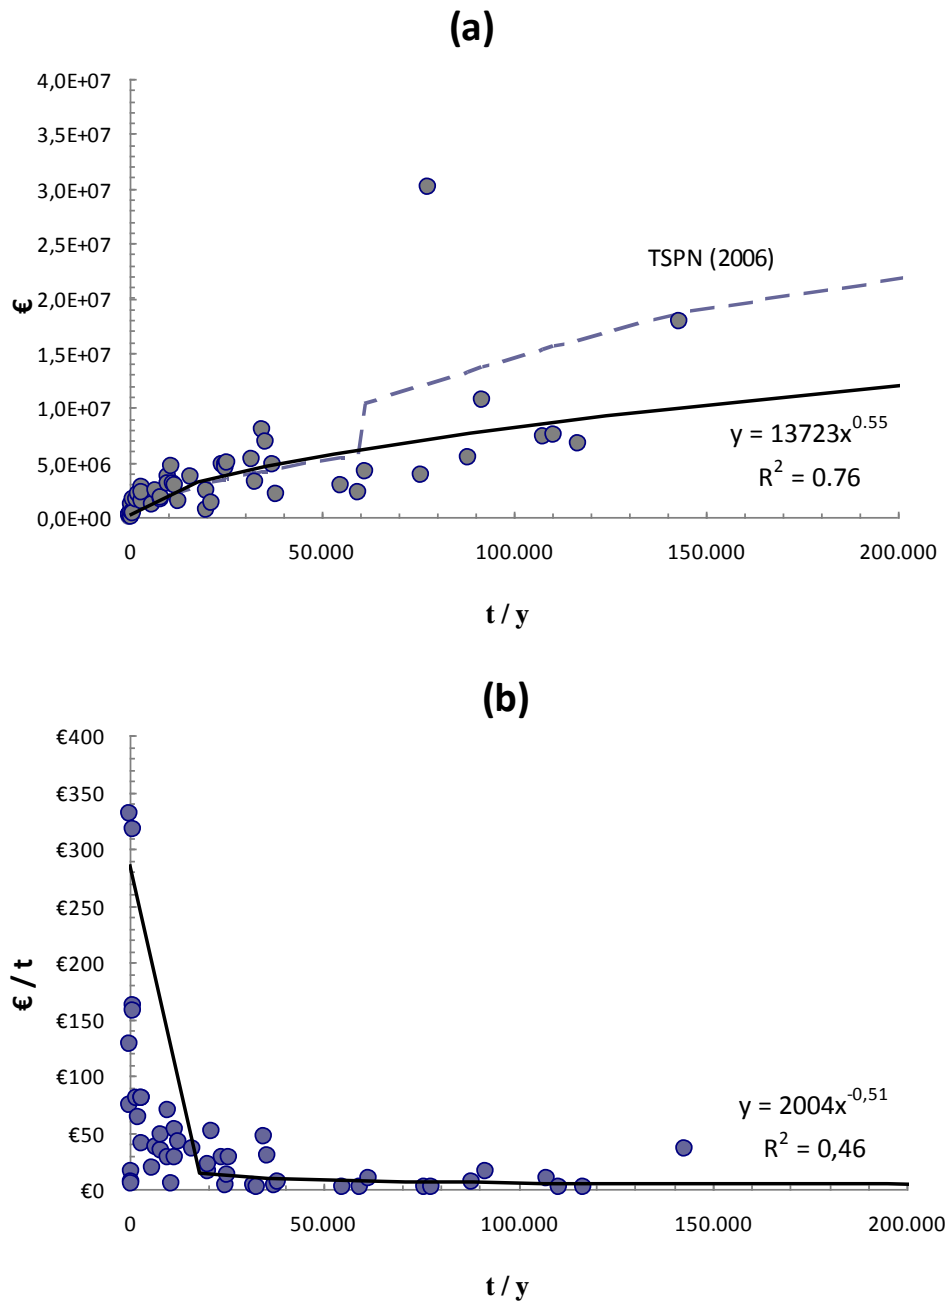 (a)
4,0E+07
3,5E+07
3,0E+07
2,5E+07
TSPN (2006)
2,0E+07
€
1,5E+07
1,0E+07
y = 13723x^0.55
5,0E+06
R² = 0.76
0,0E+00
0 50.000 100.000 150.000 200.000
t / y
(b)
€400
€350
€300
€250
€200
€ / t
€150
€100
y = 2004x^-0,51
€50
R² = 0,46
€0
0 50.000 100.000 150.000 200.000
t / y